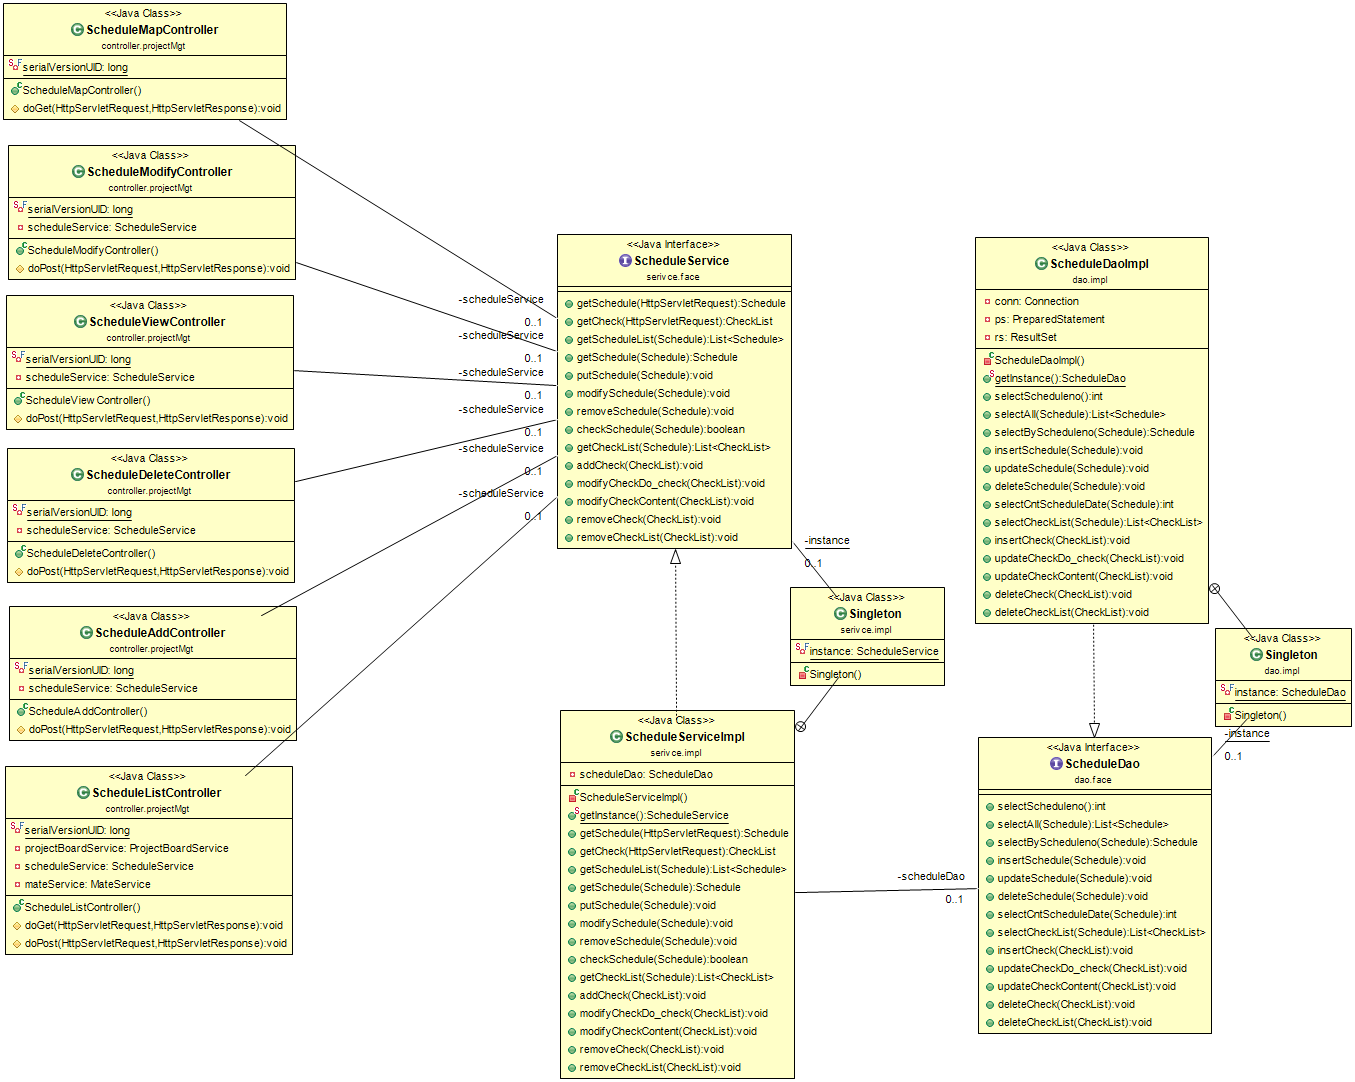 <<Java Class>>
ScheduleMapController
controller.projectMgt
serialVersionUID: long
ScheduleMapController()
doGet(HttpServletRequest,HttpServletResponse):void
<<Java Class>>
ScheduleModifyController
controller.projectMgt
serialVersionUID: long
scheduleService: ScheduleService
ScheduleModifyController()
doPost(HttpServletRequest,HttpServletResponse):void
<<Java Class>>
ScheduleViewController
controller.projectMgt
serialVersionUID: long
scheduleService: ScheduleService
ScheduleViewController()
doPost(HttpServletRequest,HttpServletResponse):void
<<Java Class>>
ScheduleDeleteController
controller.projectMgt
serialVersionUID: long
scheduleService: ScheduleService
ScheduleDeleteController()
doPost(HttpServletRequest,HttpServletResponse):void
<<Java Class>>
ScheduleAddController
controller.projectMgt
serialVersionUID: long
scheduleService: ScheduleService
ScheduleAddController()
doPost(HttpServletRequest,HttpServletResponse):void
<<Java Class>>
ScheduleListController
controller.projectMgt
serialVersionUID: long
projectBoardService: ProjectBoardService
scheduleService: ScheduleService
mateService: MateService
ScheduleListController()
doGet(HttpServletRequest,HttpServletResponse):void
doPost(HttpServletRequest,HttpServletResponse):void
-scheduleService
0..1
-scheduleService
0..1
-scheduleService
0..1
-scheduleService
0..1
-scheduleService
0..1
-scheduleService
0..1
<<Java Interface>>
ScheduleService
serivce.face
getSchedule(HttpServletRequest):Schedule
getCheck(HttpServletRequest):CheckList
getScheduleList(Schedule):List<Schedule>
getSchedule(Schedule):Schedule
putSchedule(Schedule):void
modifySchedule(Schedule):void
removeSchedule(Schedule):void
checkSchedule(Schedule):boolean
getCheckList(Schedule):List<CheckList>
addCheck(CheckList):void
modifyCheckDo_check(CheckList):void
modifyCheckContent(CheckList):void
removeCheck(CheckList):void
removeCheckList(CheckList):void
-instance
0..1
<<Java Class>>
Singleton
serivce.impl
instance: ScheduleService
Singleton()
<<Java Class>>
ScheduleServiceImpl
serivce.impl
scheduleDao: ScheduleDao
ScheduleServiceImpl()
getInstance():ScheduleService
getSchedule(HttpServletRequest):Schedule
getCheck(HttpServletRequest):CheckList
getScheduleList(Schedule):List<Schedule>
getSchedule(Schedule):Schedule
putSchedule(Schedule):void
modifySchedule(Schedule):void
removeSchedule(Schedule):void
checkSchedule(Schedule):boolean
getCheckList(Schedule):List<CheckList>
addCheck(CheckList):void
modifyCheckDo_check(CheckList):void
modifyCheckContent(CheckList):void
removeCheck(CheckList):void
removeCheckList(CheckList):void
-scheduleDao
0..1
<<Java Class>>
ScheduleDaoImpl
dao.impl
conn: Connection
ps: PreparedStatement
rs: ResultSet
ScheduleDaoImpl()
getInstance():ScheduleDao
selectScheduleno():int
selectAll(Schedule):List<Schedule>
selectByScheduleno(Schedule):Schedule
insertSchedule(Schedule):void
updateSchedule(Schedule):void
deleteSchedule(Schedule):void
selectCntScheduleDate(Schedule):int
selectCheckList(Schedule):List<CheckList>
insertCheck(CheckList):void
updateCheckDo_check(CheckList):void
updateCheckContent(CheckList):void
deleteCheck(CheckList):void
deleteCheckList(CheckList):void
<<Java Class>>
Singleton
dao.impl
instance: ScheduleDao
Singleton()
-instance
0..1
<<Java Interface>>
ScheduleDao
dao.face
selectScheduleno():int
selectAll(Schedule):List<Schedule>
selectByScheduleno(Schedule):Schedule
insertSchedule(Schedule):void
updateSchedule(Schedule):void
deleteSchedule(Schedule):void
selectCntScheduleDate(Schedule):int
selectCheckList(Schedule):List<CheckList>
insertCheck(CheckList):void
updateCheckDo_check(CheckList):void
updateCheckContent(CheckList):void
deleteCheck(CheckList):void
deleteCheckList(CheckList):void